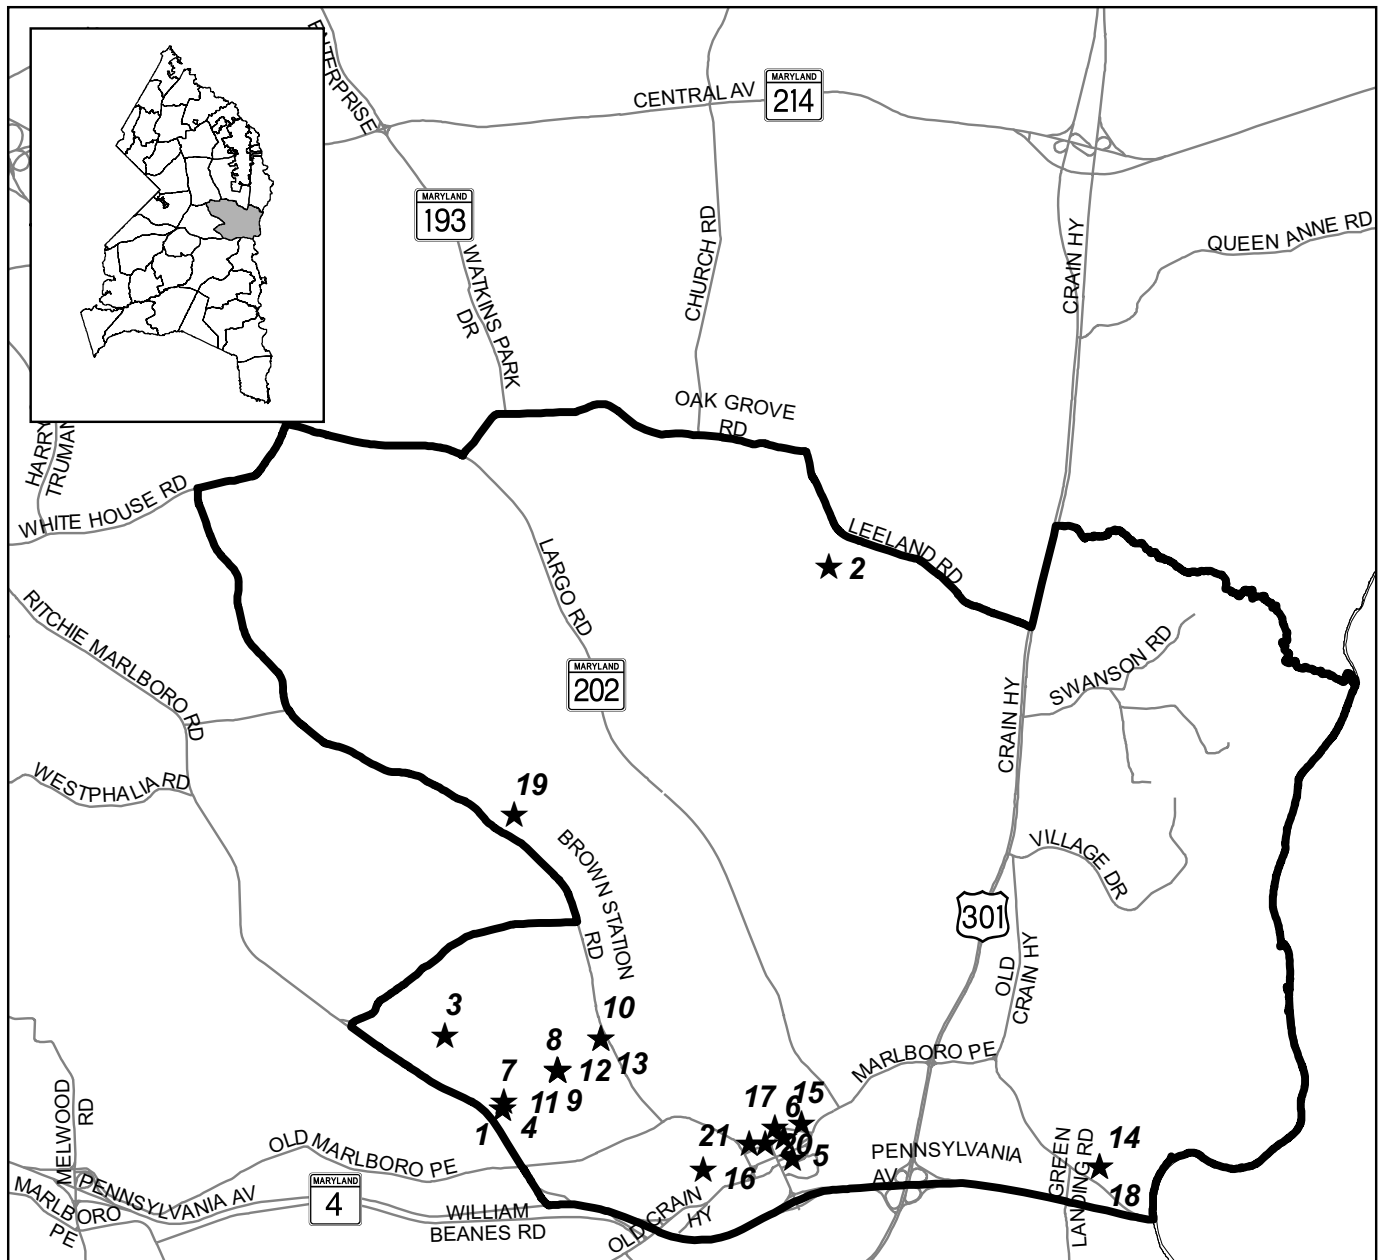 ENTERPRISE
CENTRAL AV
MARYLAND
214
MARYLAND
193
WATKINS PARK
DR
CHURCH RD
CRAIN HY
QUEEN ANNE RD
OAK GROVE
RD
HARRY
TRUMAN
WHITE HOUSE RD
LEELAND RD
2
LARGO RD
RITCHIE MARLBORO RD
SWANSON RD
MARYLAND
202
CRAIN HY
WESTPHALIA RD
19
BROWN STATION
RD
VILLAGE DR
301
OLD
CRAIN HY
3
10
8
12
13
7
11
9
1
4
MARLBORO PE
17
6
15
21
20
5
16
MELWOOD
RD
OLD MARLBORO PE
PENNSYLVANIA
AV
GREEN
LANDING RD
14
18
PENNSYLVANIA AV
MARLBORO
PE
MARYLAND
4
WILLIAM
BEANES RD
OLD CRAIN
HY